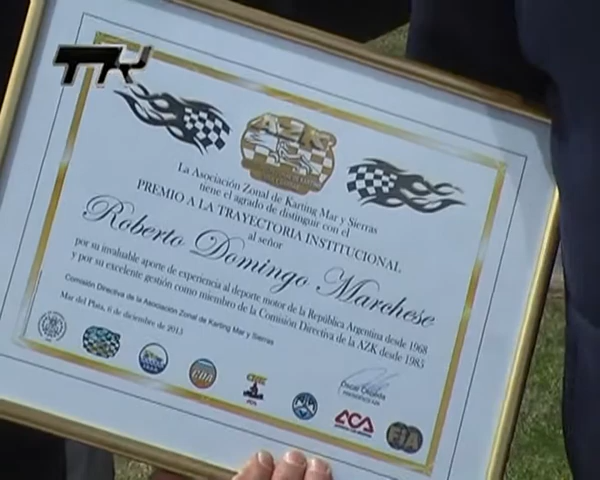 TKM
AZK
La Asociación Zonal de Karting Mar y Sierras
tiene el agrado de distinguir con el
PREMIO A LA TRAYECTORIA INSTITUCIONAL
al señor
Roberto Domingo Marchese
por su invaluable aporte de experiencia al deporte motor de la República Argentina desde 1968
y por su excelente gestión como miembro de la Comisión Directiva de la AZK desde 1985
Comisión Directiva de la Asociación Zonal de Karting Mar y Sierras
Mar del Plata, 6 de diciembre de 2013
ACA
FIA